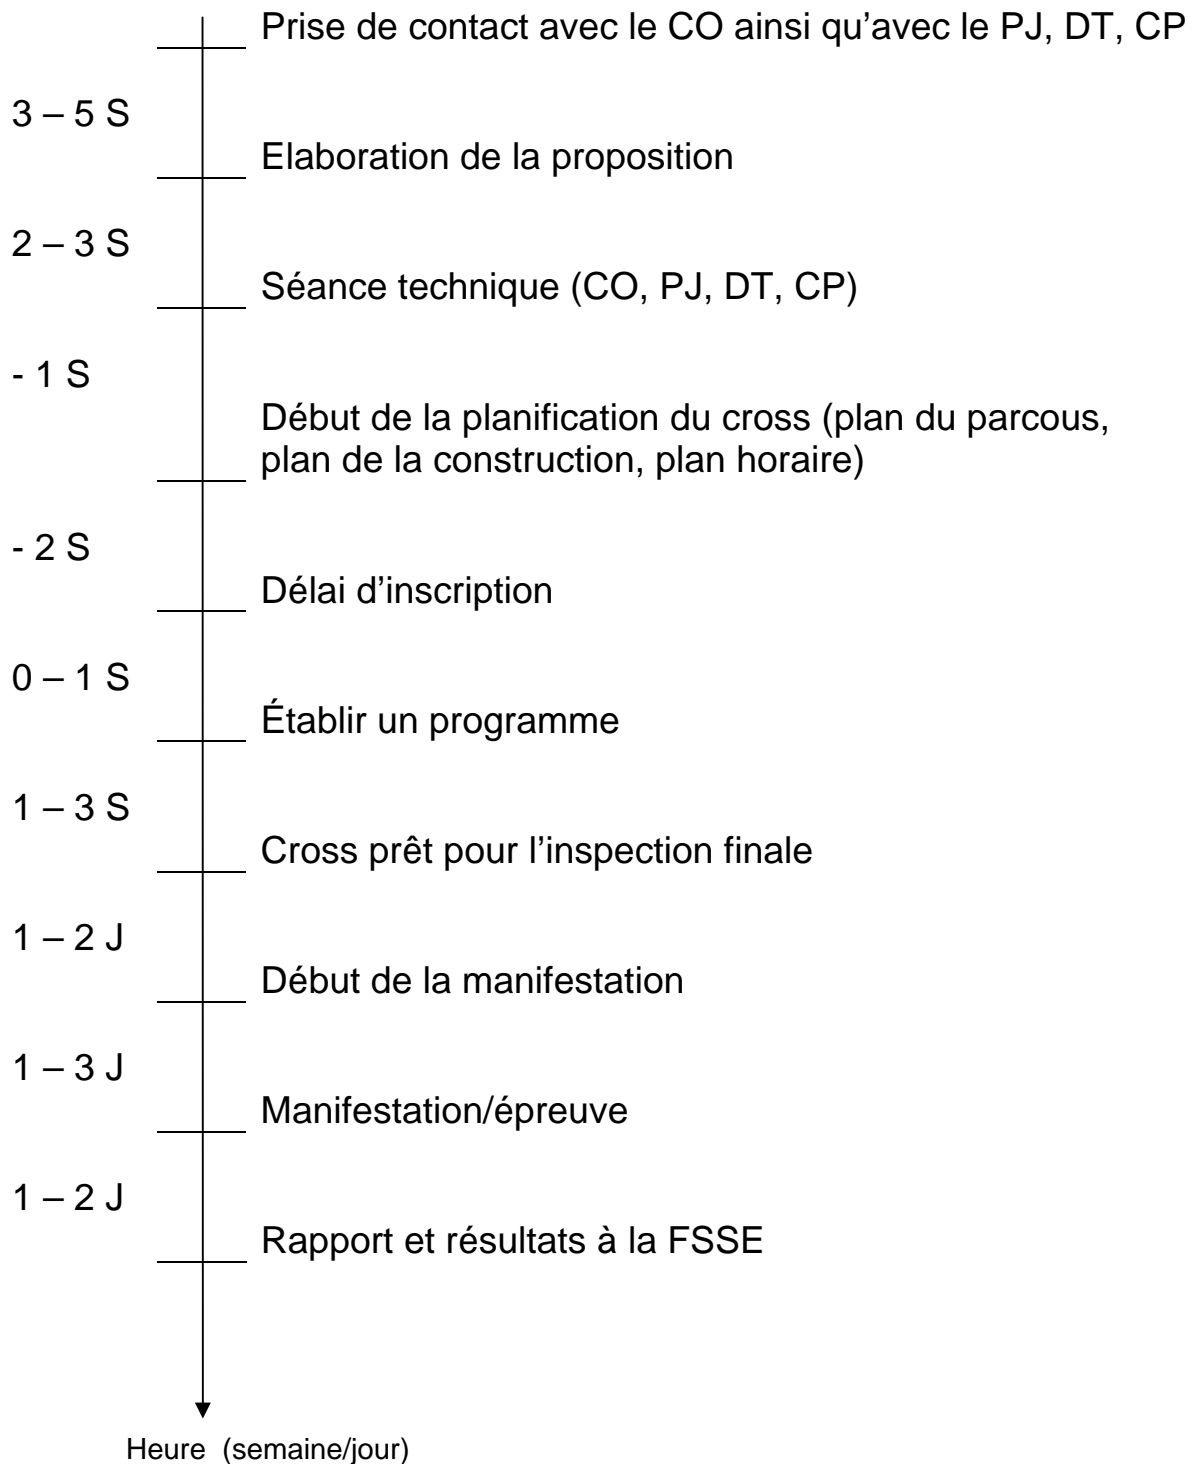 Prise de contact avec le CO ainsi qu’avec le PJ, DT, CP
3 – 5 S
Elaboration de la proposition
2 – 3 S
Séance technique (CO, PJ, DT, CP)
- 1 S
Début de la planification du cross (plan du parcous,
plan de la construction, plan horaire)
- 2 S
Délai d’inscription
0 – 1 S
Établir un programme
1 – 3 S
Cross prêt pour l’inspection finale
1 – 2 J
Début de la manifestation
1 – 3 J
Manifestation/épreuve
1 – 2 J
Rapport et résultats à la FSSE
Heure (semaine/jour)